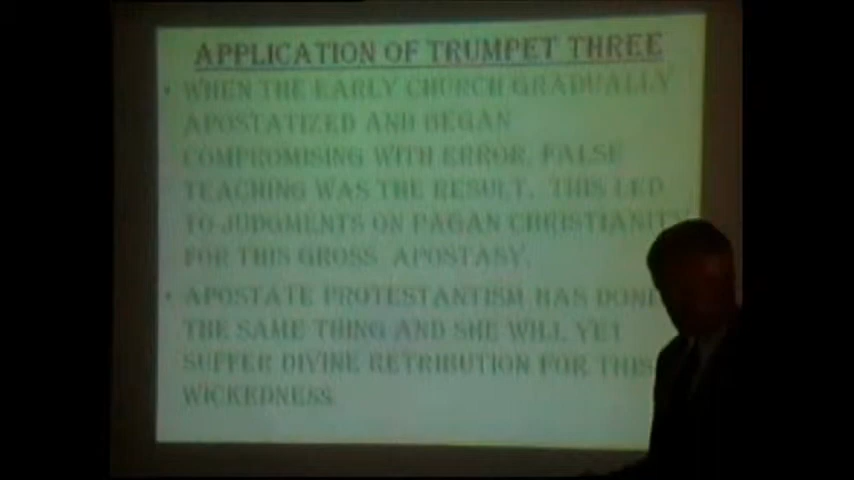 APPLICATION OF TRUMPET THREE
• WHEN THE EARLY CHURCH GRADUALLY
APOSTATIZED AND BEGAN
COMPROMISING WITH ERROR, FALSE
TEACHING WAS THE RESULT. THIS LED
TO JUDGMENTS ON PAGAN CHRISTIANITY
FOR THIS GROSS APOSTASY.
• APOSTATE PROTESTANTISM HAS DONE
THE SAME THING AND SHE WILL YET
SUFFER DIVINE RETRIBUTION FOR THIS
WICKEDNESS